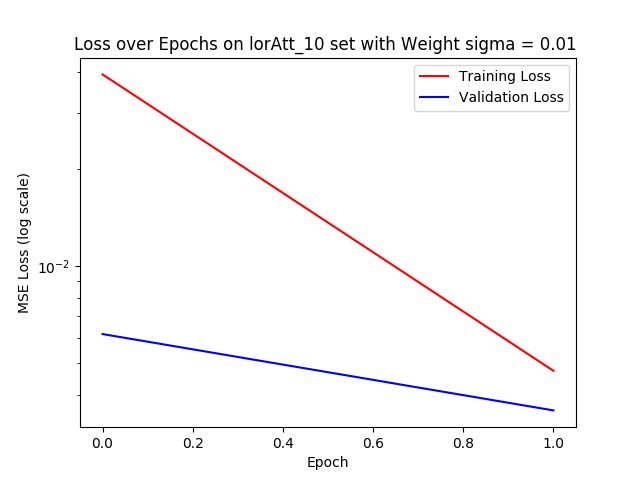 Loss over Epochs on lorAtt_10 set with Weight sigma = 0.01
Training Loss
Validation Loss
MSE Loss (log scale)
10⁻²
0.0 0.2 0.4 0.6 0.8 1.0
Epoch